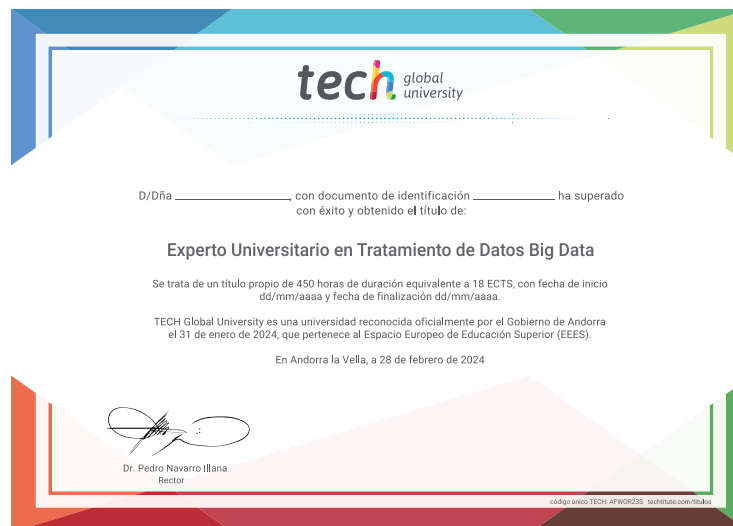 tech global university
D/Dña ____________________, con documento de identificación ______________ ha superado
con éxito y obtenido el título de:
Experto Universitario en Tratamiento de Datos Big Data
Se trata de un título propio de 450 horas de duración equivalente a 18 ECTS, con fecha de inicio
dd/mm/aaaa y fecha de finalización dd/mm/aaaa.
TECH Global University es una universidad reconocida oficialmente por el Gobierno de Andorra
el 31 de enero de 2024, que pertenece al Espacio Europeo de Educación Superior (EEES).
En Andorra la Vella, a 28 de febrero de 2024
Dr. Pedro Navarro Illana
Rector
código único TECH: AFWOR23S techtitute.com/titulos